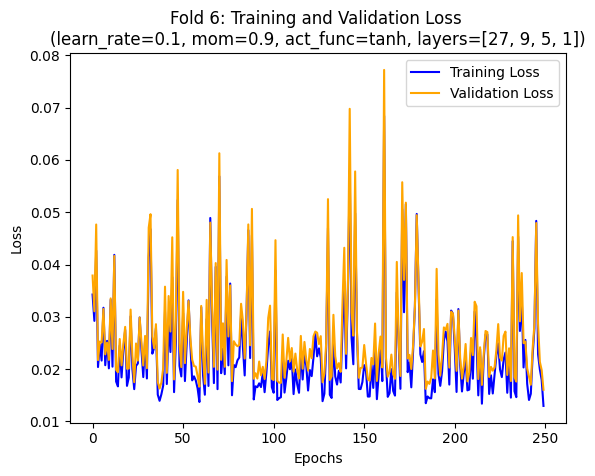 Fold 6: Training and Validation Loss
(learn_rate=0.1, mom=0.9, act_func=tanh, layers=[27, 9, 5, 1])
Training Loss
Validation Loss
0.08
0.07
0.06
0.05
0.04
0.03
0.02
0.01
Loss
0
50
100
150
200
250
Epochs